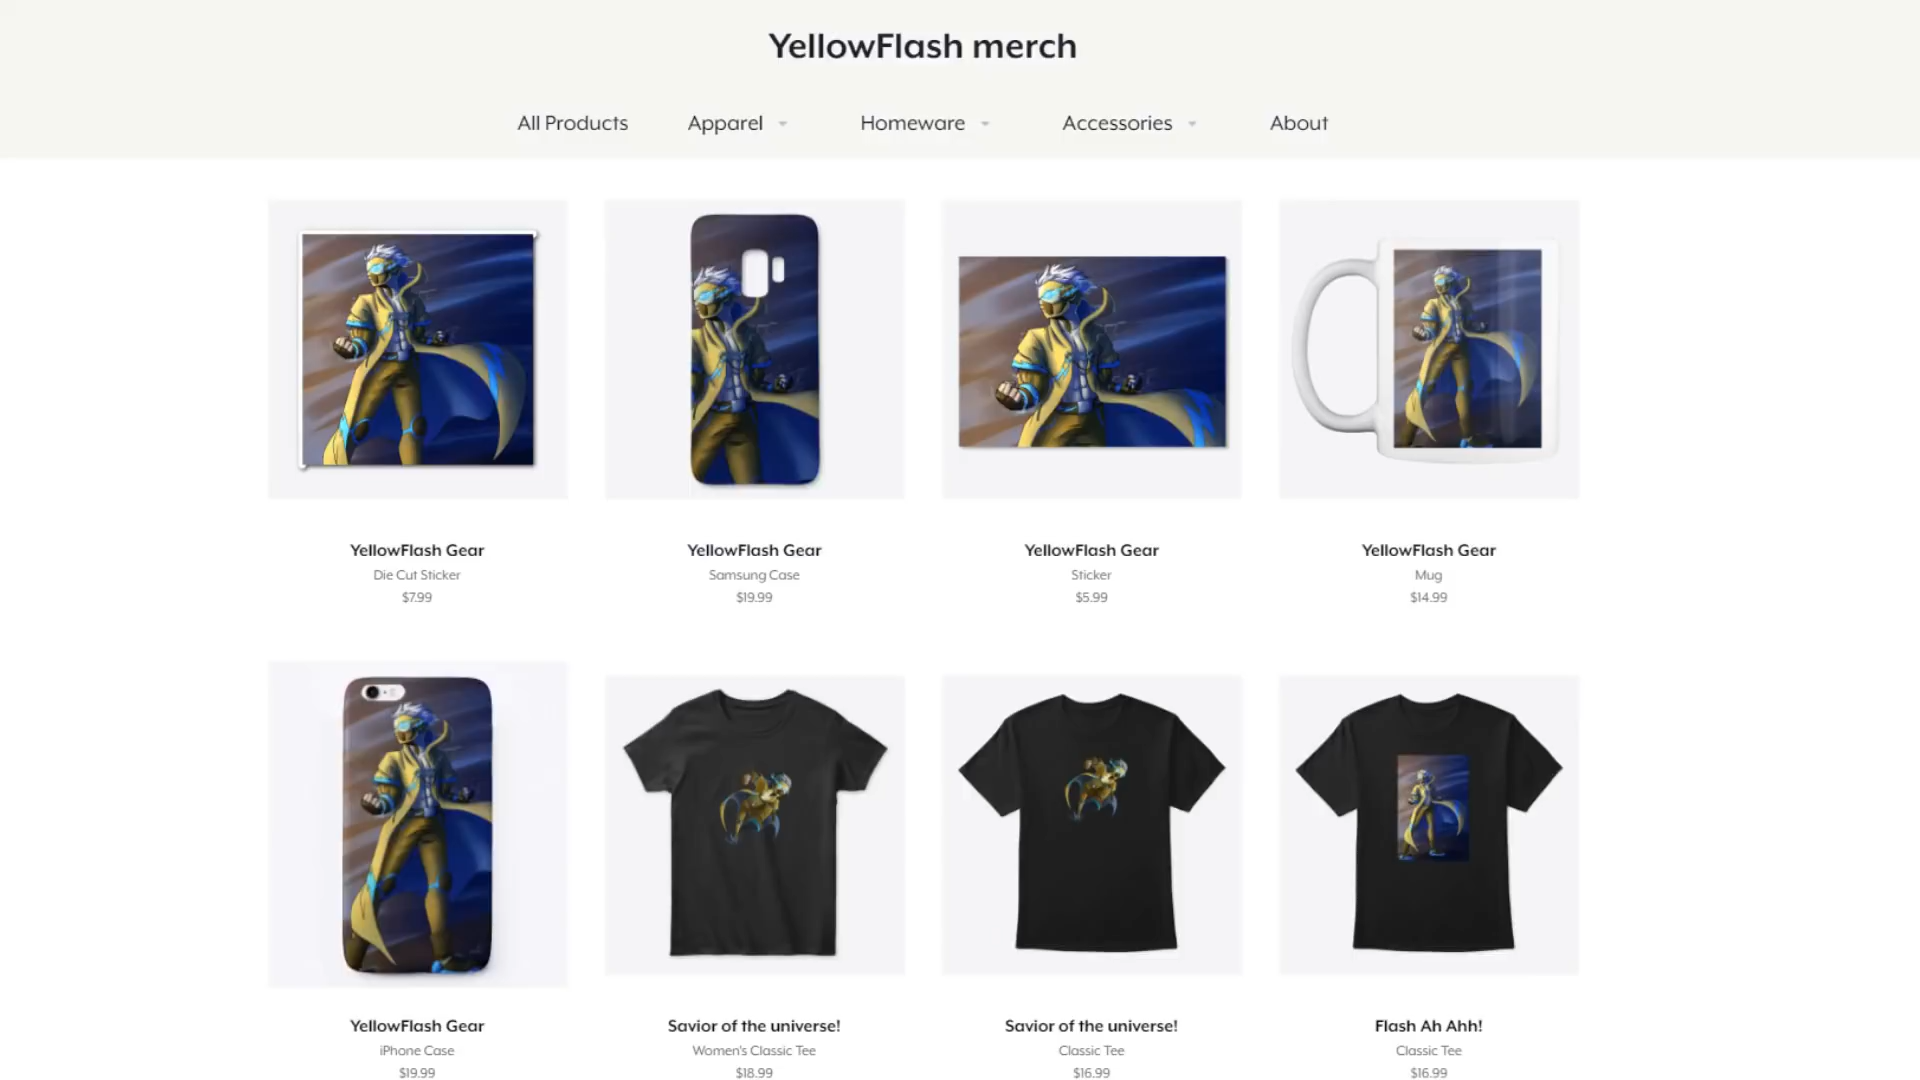 YellowFlash merch
All Products
Apparel
Homeware
Accessories
About
YellowFlash Gear
Die Cut Sticker
$7.99
YellowFlash Gear
Samsung Case
$19.99
YellowFlash Gear
Sticker
$5.99
YellowFlash Gear
Mug
$14.99
YellowFlash Gear
iPhone Case
$19.99
Savior of the universe!
Women's Classic Tee
$18.99
Savior of the universe!
Classic Tee
$16.99
Flash Ah Ahh!
Classic Tee
$16.99